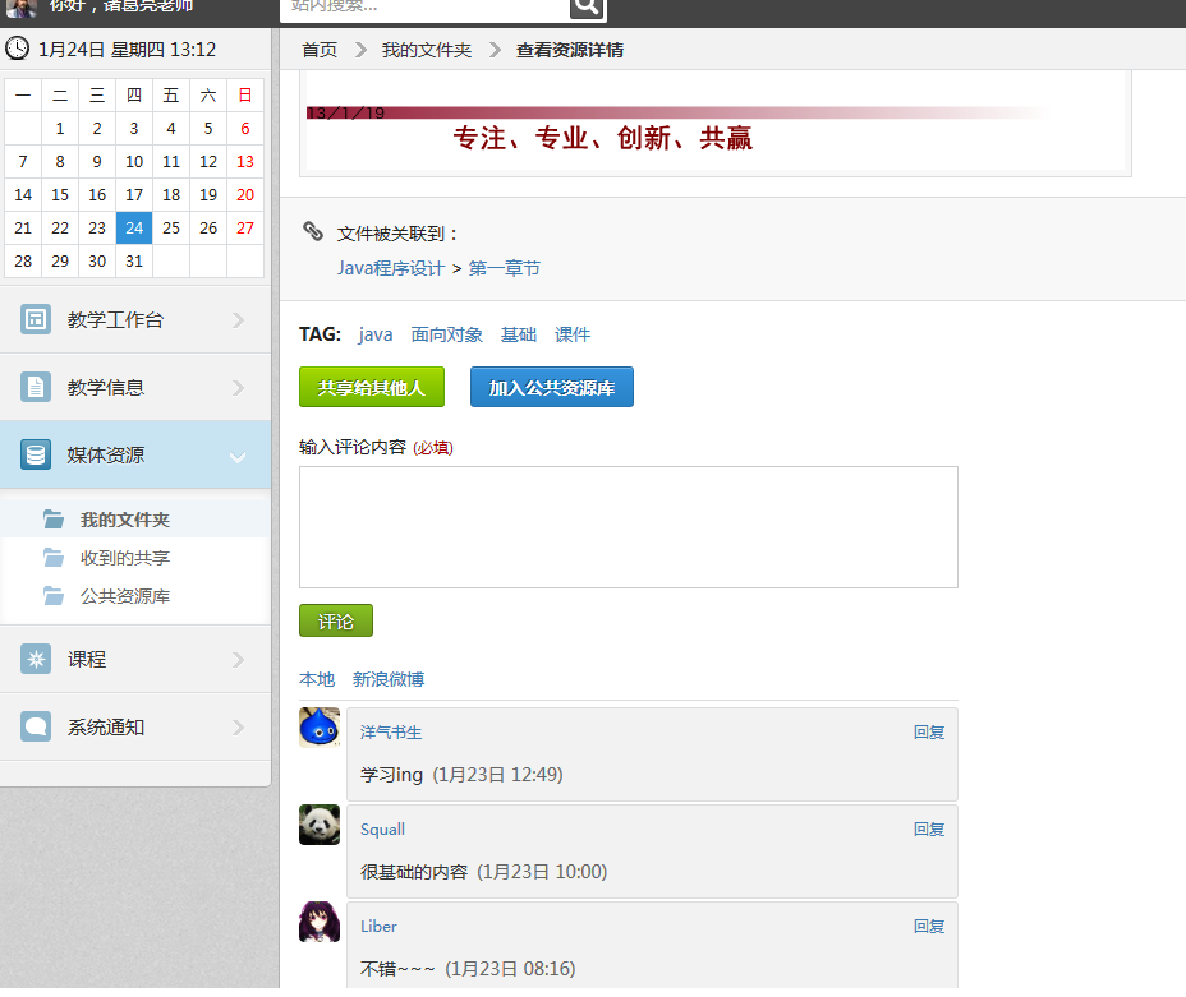 你好，诸葛亮老师
站内搜索...
1月24日 星期四 13:12
首页 我的文件夹 查看资源详情
一 二 三 四 五 六 日
1 2 3 4 5 6
7 8 9 10 11 12 13
14 15 16 17 18 19 20
21 22 23 24 25 26 27
28 29 30 31
教学工作台
教学信息
媒体资源
我的文件夹
收到的共享
公共资源库
课程
系统通知
13/1/19
专注、专业、创新、共赢
文件被关联到：
Java程序设计 > 第一章节
TAG: java 面向对象 基础 课件
共享给其他人 加入公共资源库
输入评论内容 (必填)
评论
本地 新浪微博
洋气书生 回复
学习ing (1月23日 12:49)
Squall 回复
很基础的内容 (1月23日 10:00)
Liber 回复
不错~~~ (1月23日 08:16)